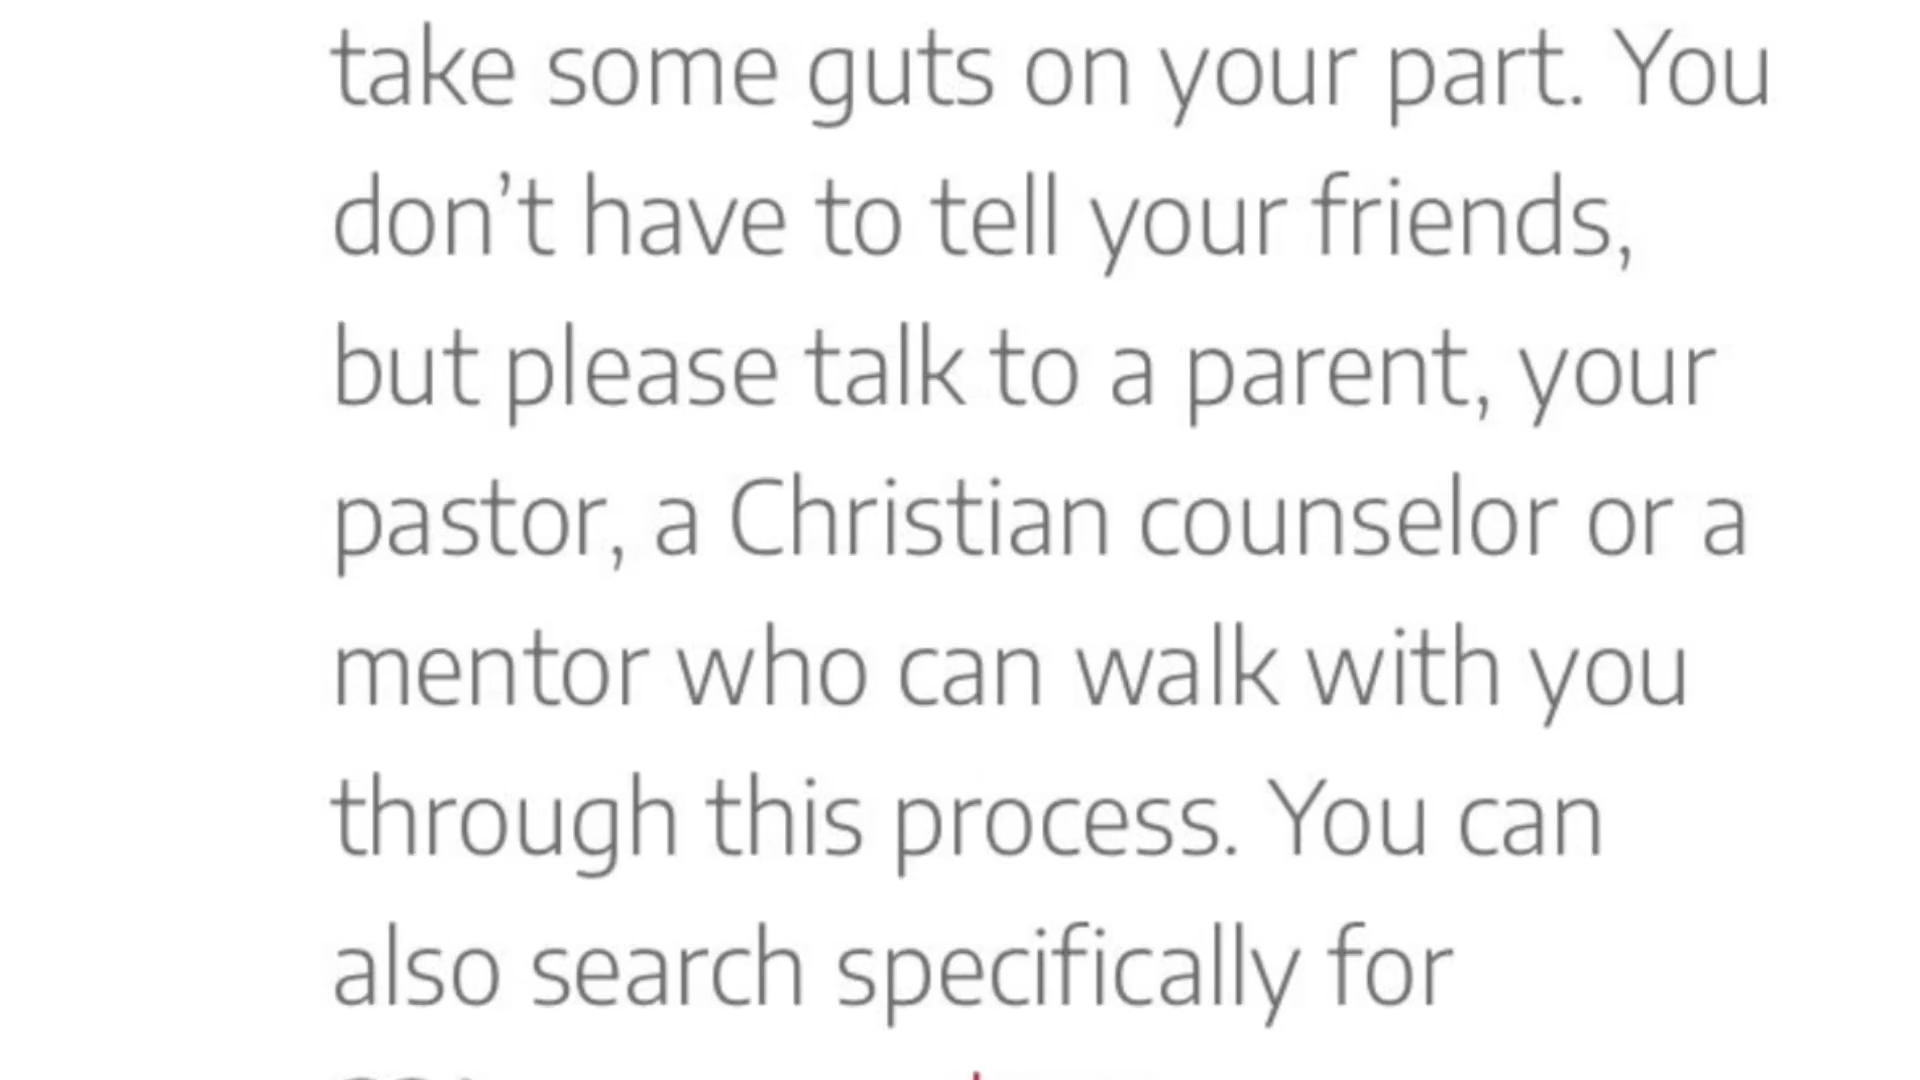 take some guts on your part. You
don’t have to tell your friends,
but please talk to a parent, your
pastor, a Christian counselor or a
mentor who can walk with you
through this process. You can
also search specifically for